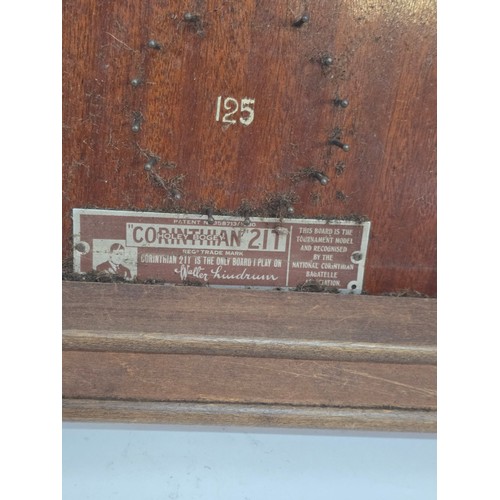 125
PATENT N
"CORINTHIAN" 21T
REGD TRADE MARK
CORINTHIAN 21T IS THE ONLY BOARD I PLAY ON
Walter Lindrum
THIS BOARD IS THE
TOURNAMENT MODEL
AND RECOGNISED
BY THE
NATIONAL CORINTHIAN
BAGATELLE